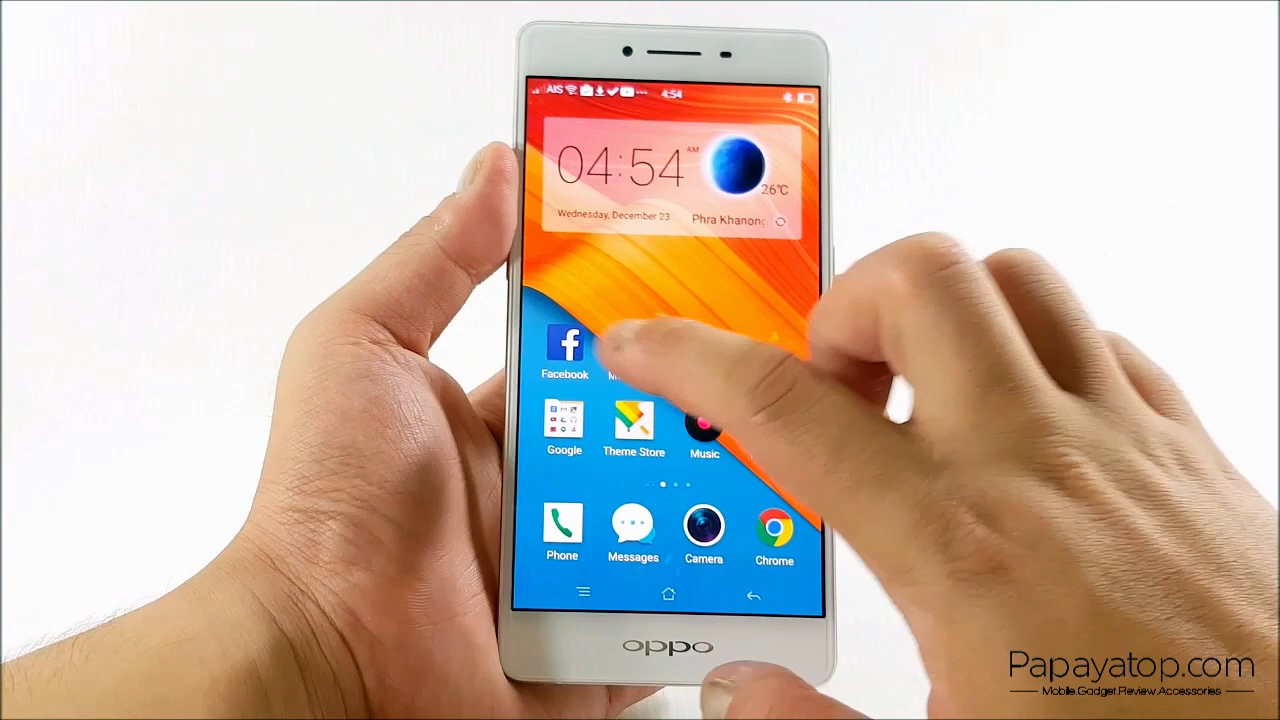 AIS 4:54
04:54 AM
26°C
Wednesday, December 23 Phra Khanong
Facebook
Google Theme Store Music
Phone Messages Camera Chrome
oppo
Papayatop.com
Mobile.Gadget.Review.Accessories